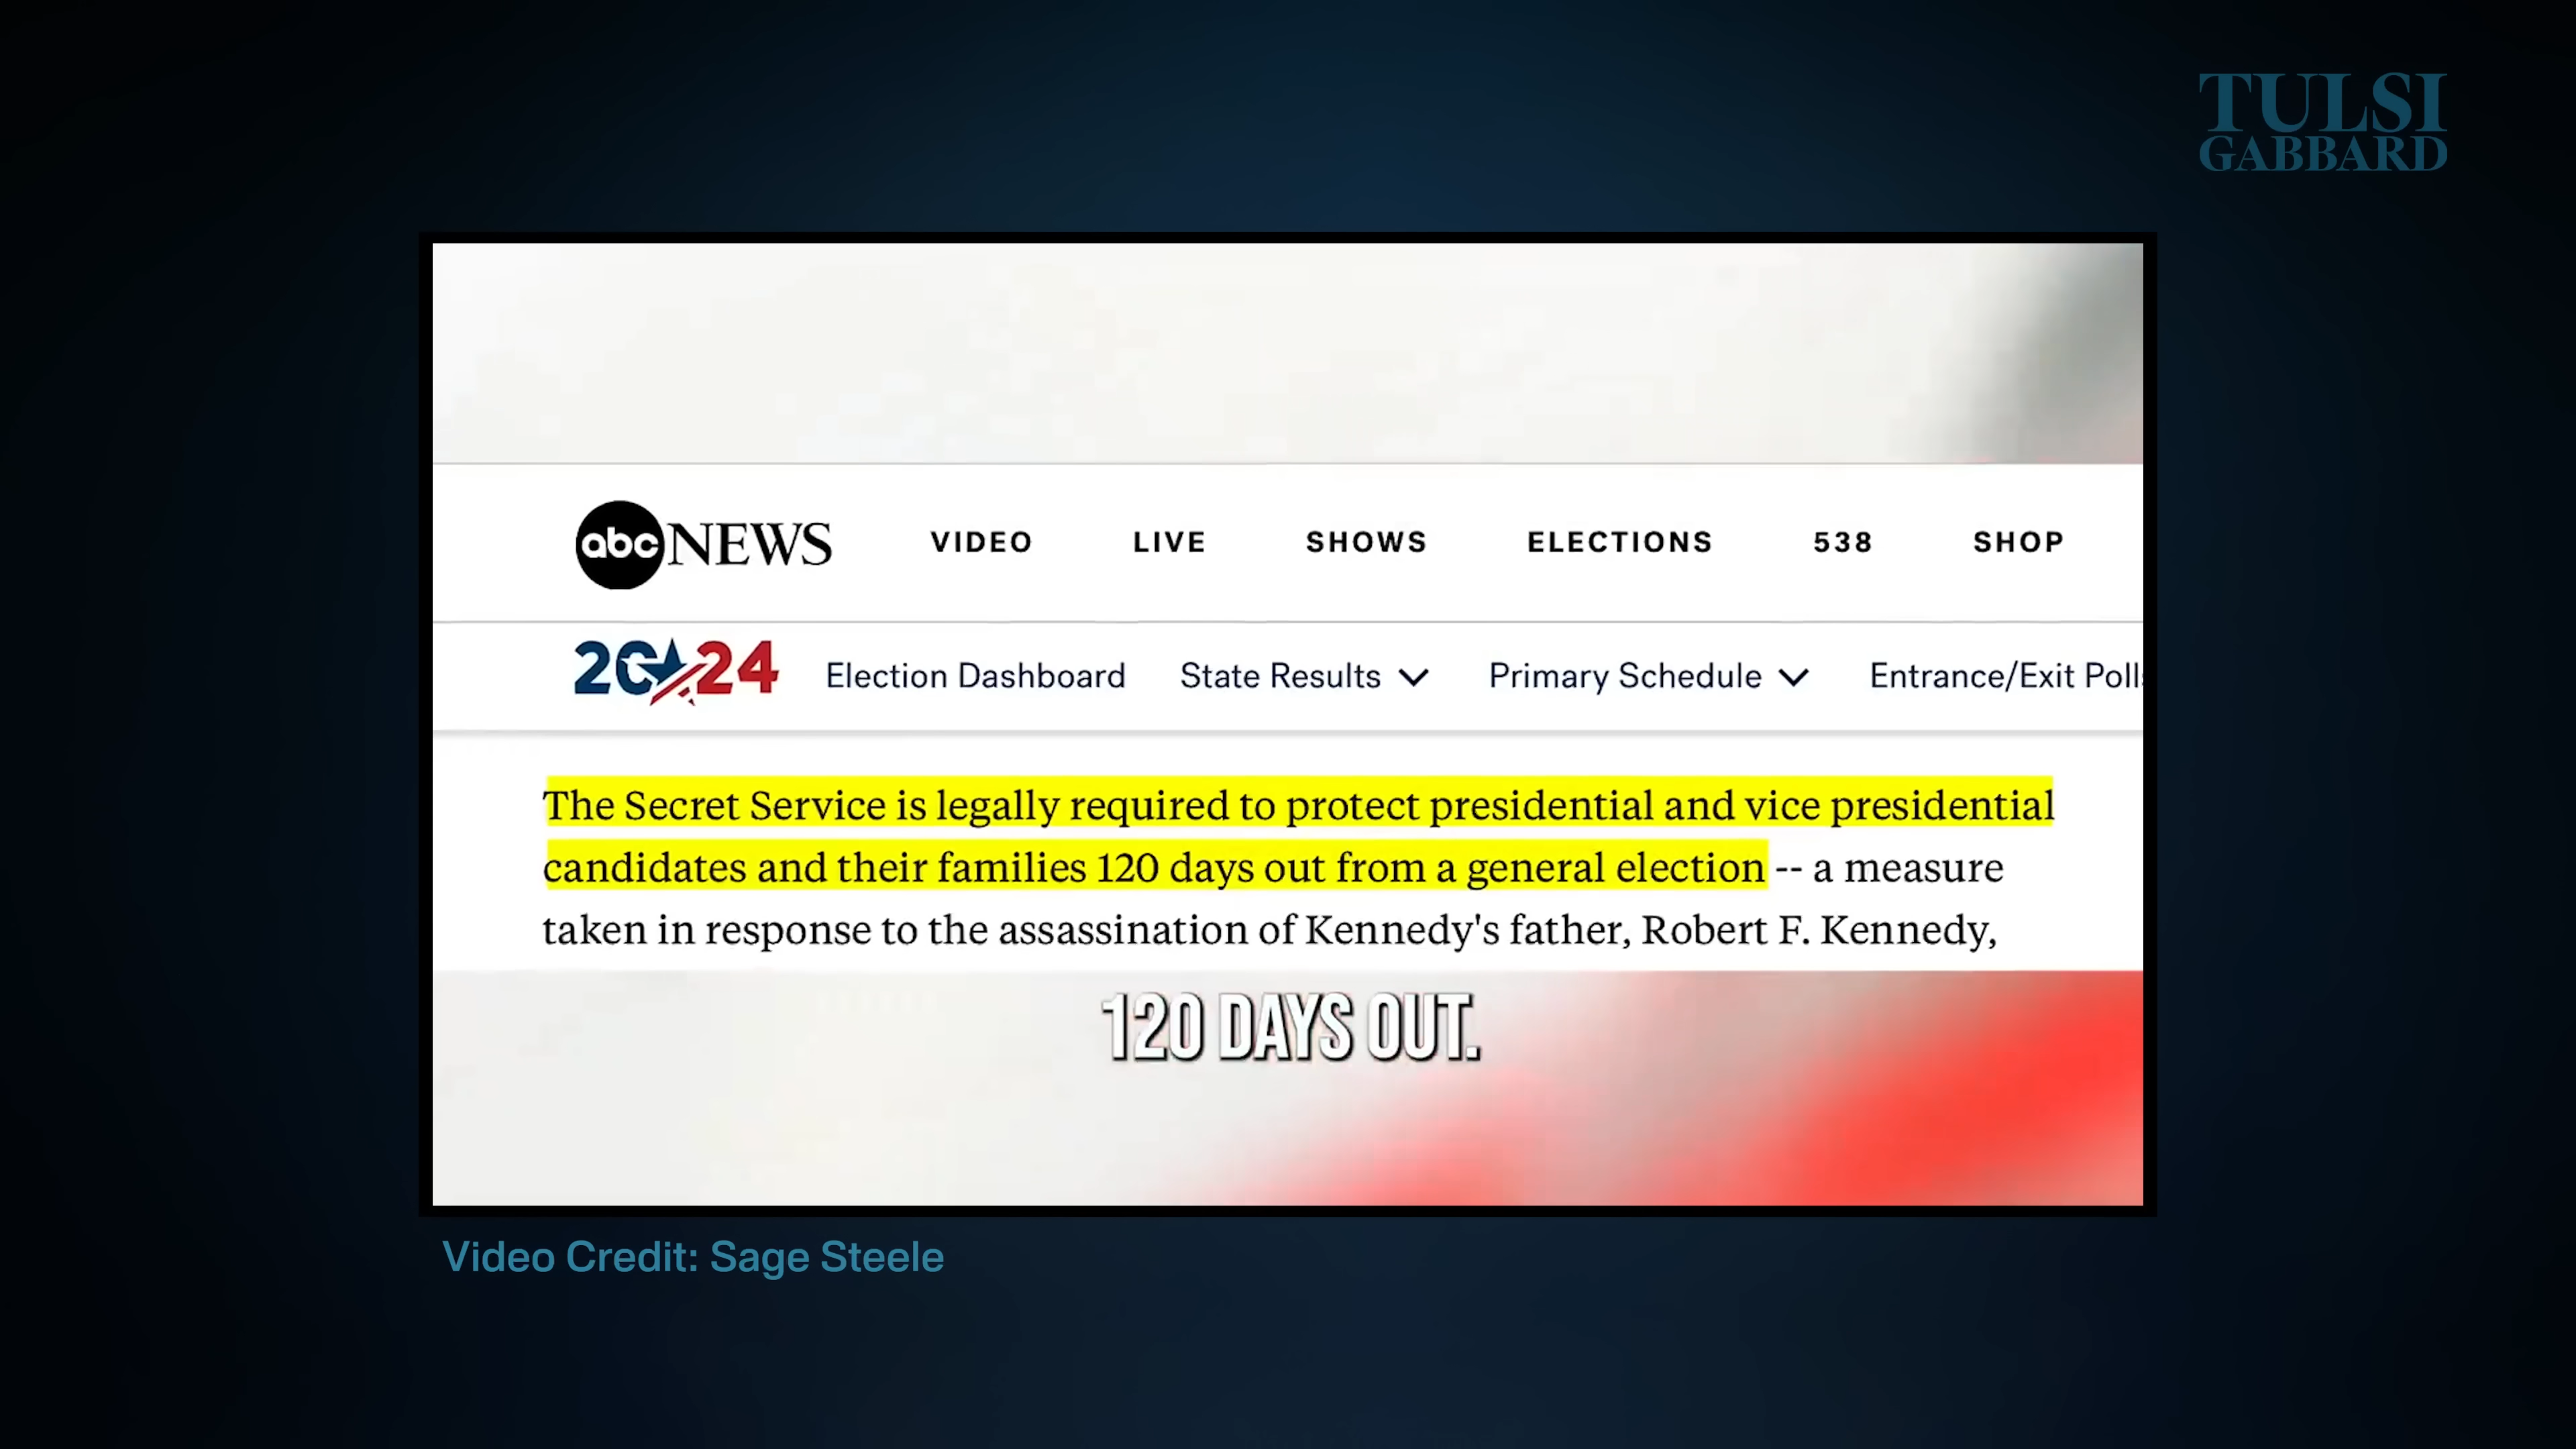 TULSI
GABBARD
abc NEWS VIDEO LIVE SHOWS ELECTIONS 538 SHOP
2024 Election Dashboard State Results Primary Schedule Entrance/Exit Polls
The Secret Service is legally required to protect presidential and vice presidential
candidates and their families 120 days out from a general election -- a measure
taken in response to the assassination of Kennedy's father, Robert F. Kennedy,
120 DAYS OUT.
Video Credit: Sage Steele